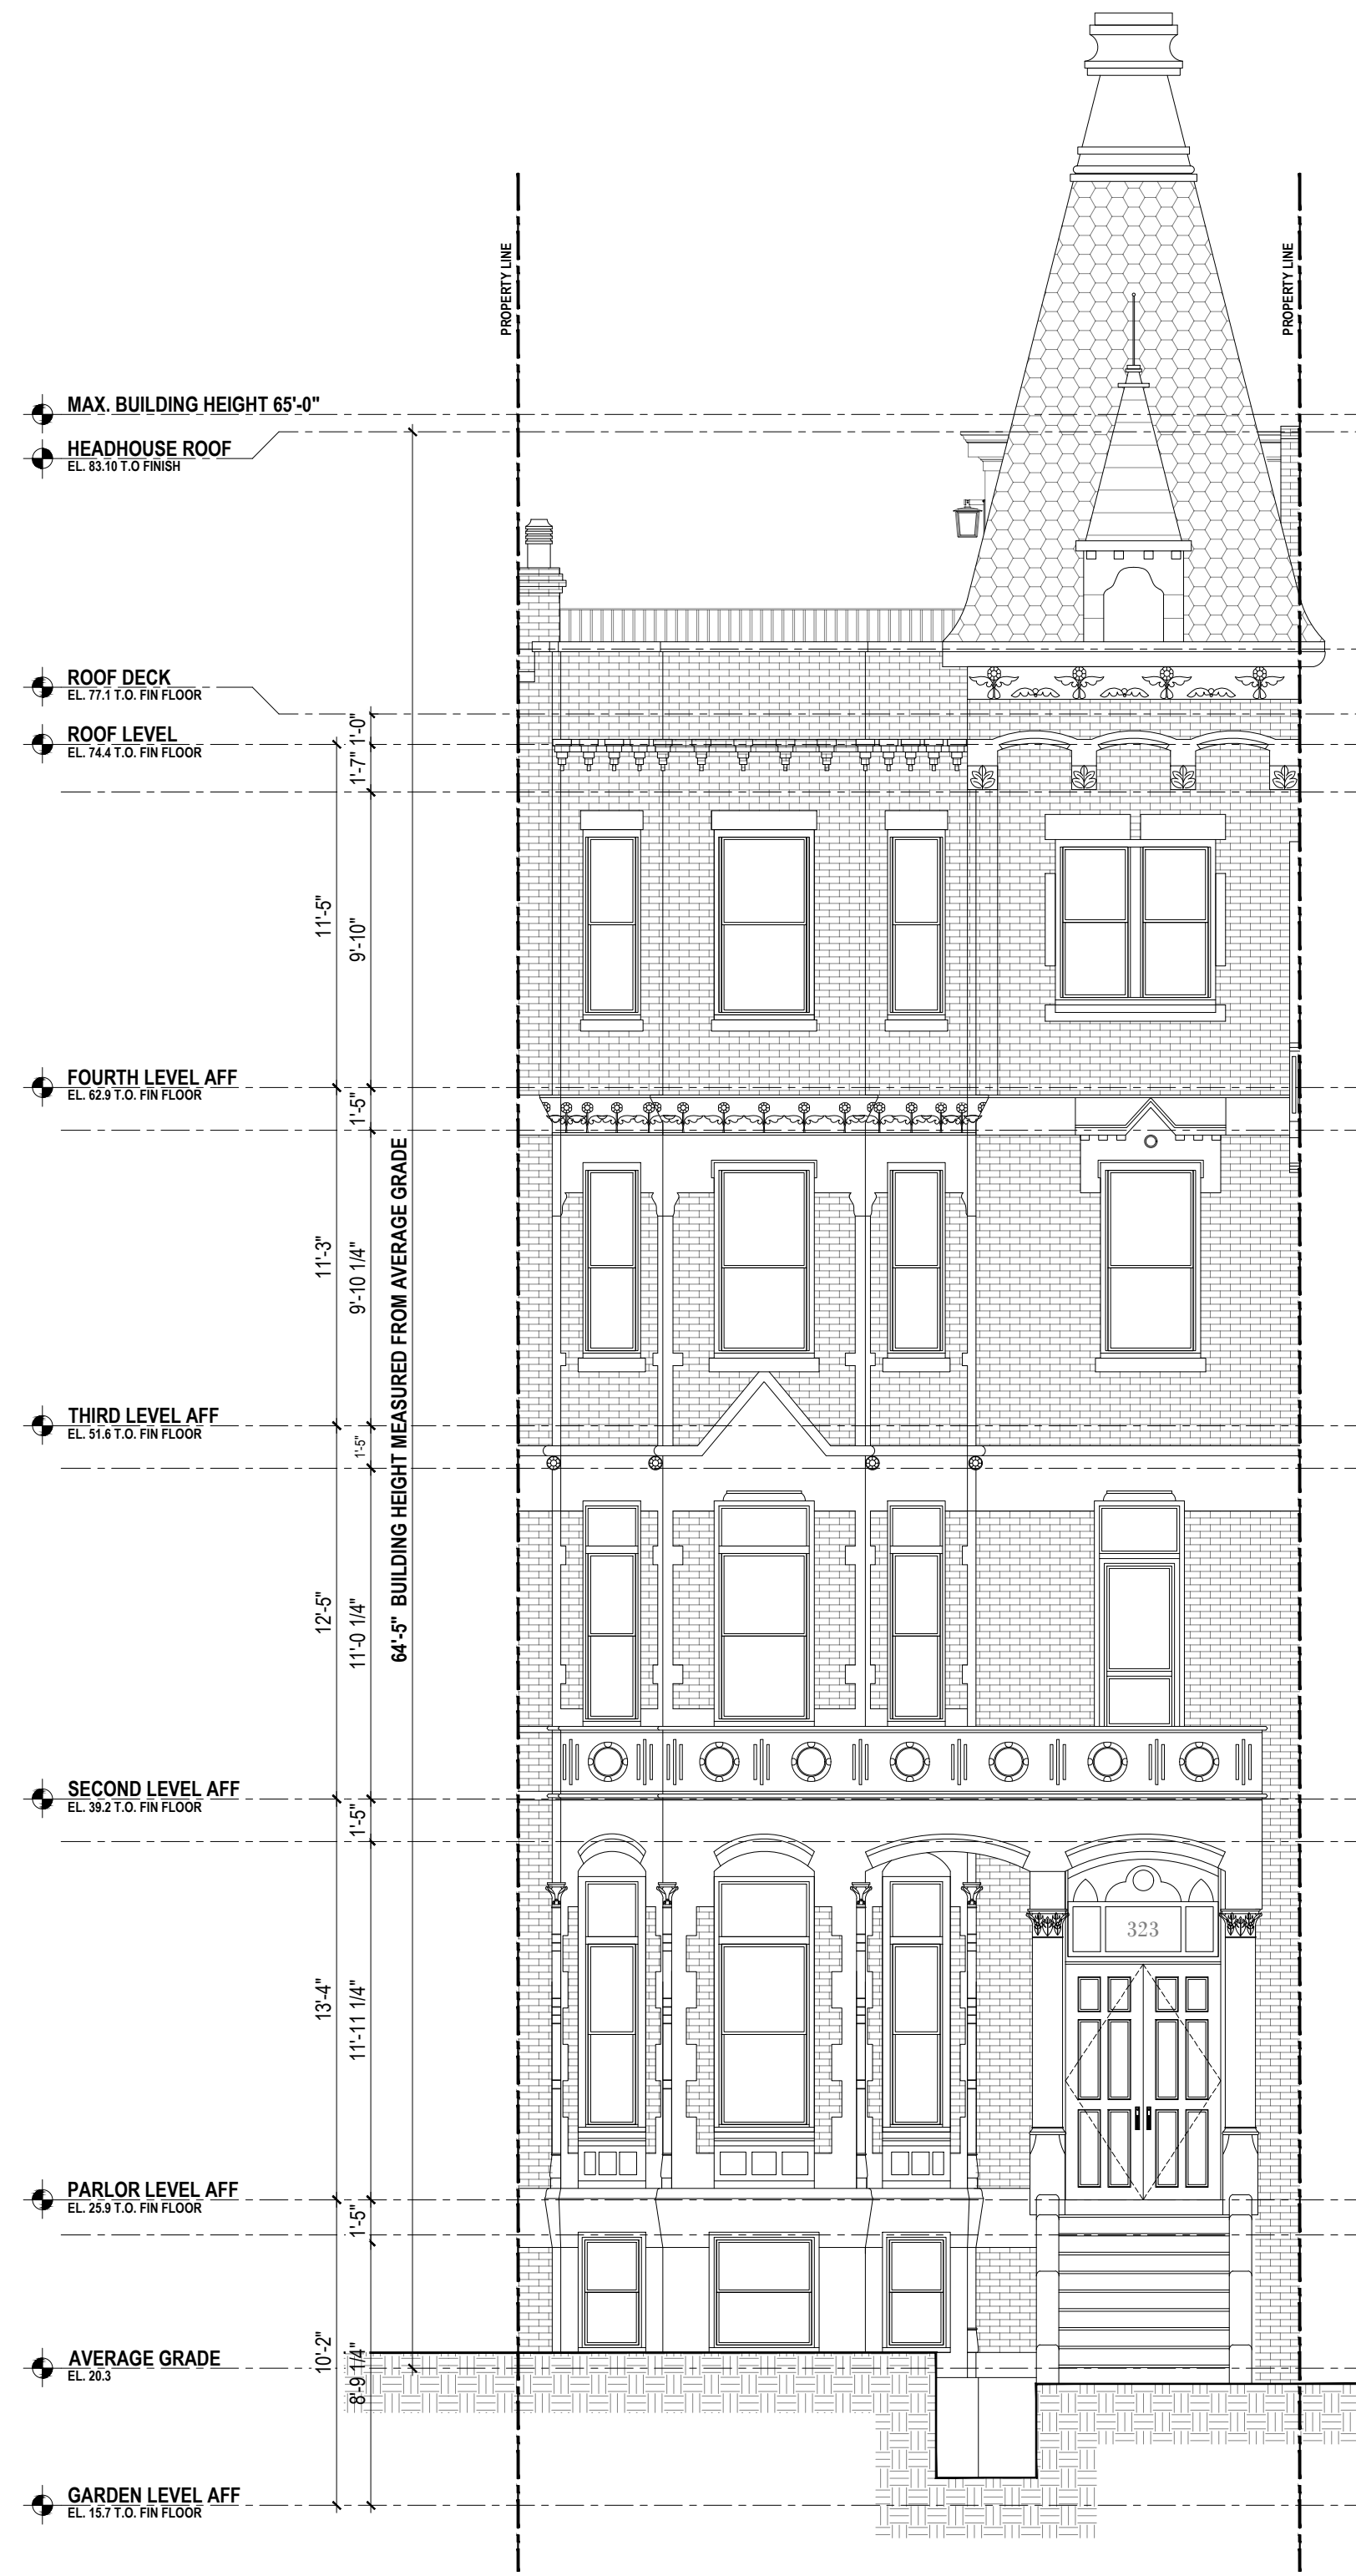 PROPERTY LINE
PROPERTY LINE
MAX. BUILDING HEIGHT 65'-0"
HEADHOUSE ROOF
EL. 83.10 T.O FINISH
ROOF DECK
EL. 77.1 T.O. FIN FLOOR
1'-0"
ROOF LEVEL
EL. 74.4 T.O. FIN FLOOR
1'-7"
11'-5"
9'-10"
FOURTH LEVEL AFF
EL. 62.9 T.O. FIN FLOOR
1'-5"
11'-3"
9'-10 1/4"
64'-5" BUILDING HEIGHT MEASURED FROM AVERAGE GRADE
THIRD LEVEL AFF
EL. 51.6 T.O. FIN FLOOR
1'-5"
12'-5"
11'-0 1/4"
SECOND LEVEL AFF
EL. 39.2 T.O. FIN FLOOR
1'-5"
323
13'-4"
11'-11 1/4"
PARLOR LEVEL AFF
EL. 25.9 T.O. FIN FLOOR
1'-5"
AVERAGE GRADE
EL. 20.3
10'-2"
8'-9 1/4"
GARDEN LEVEL AFF
EL. 15.7 T.O. FIN FLOOR